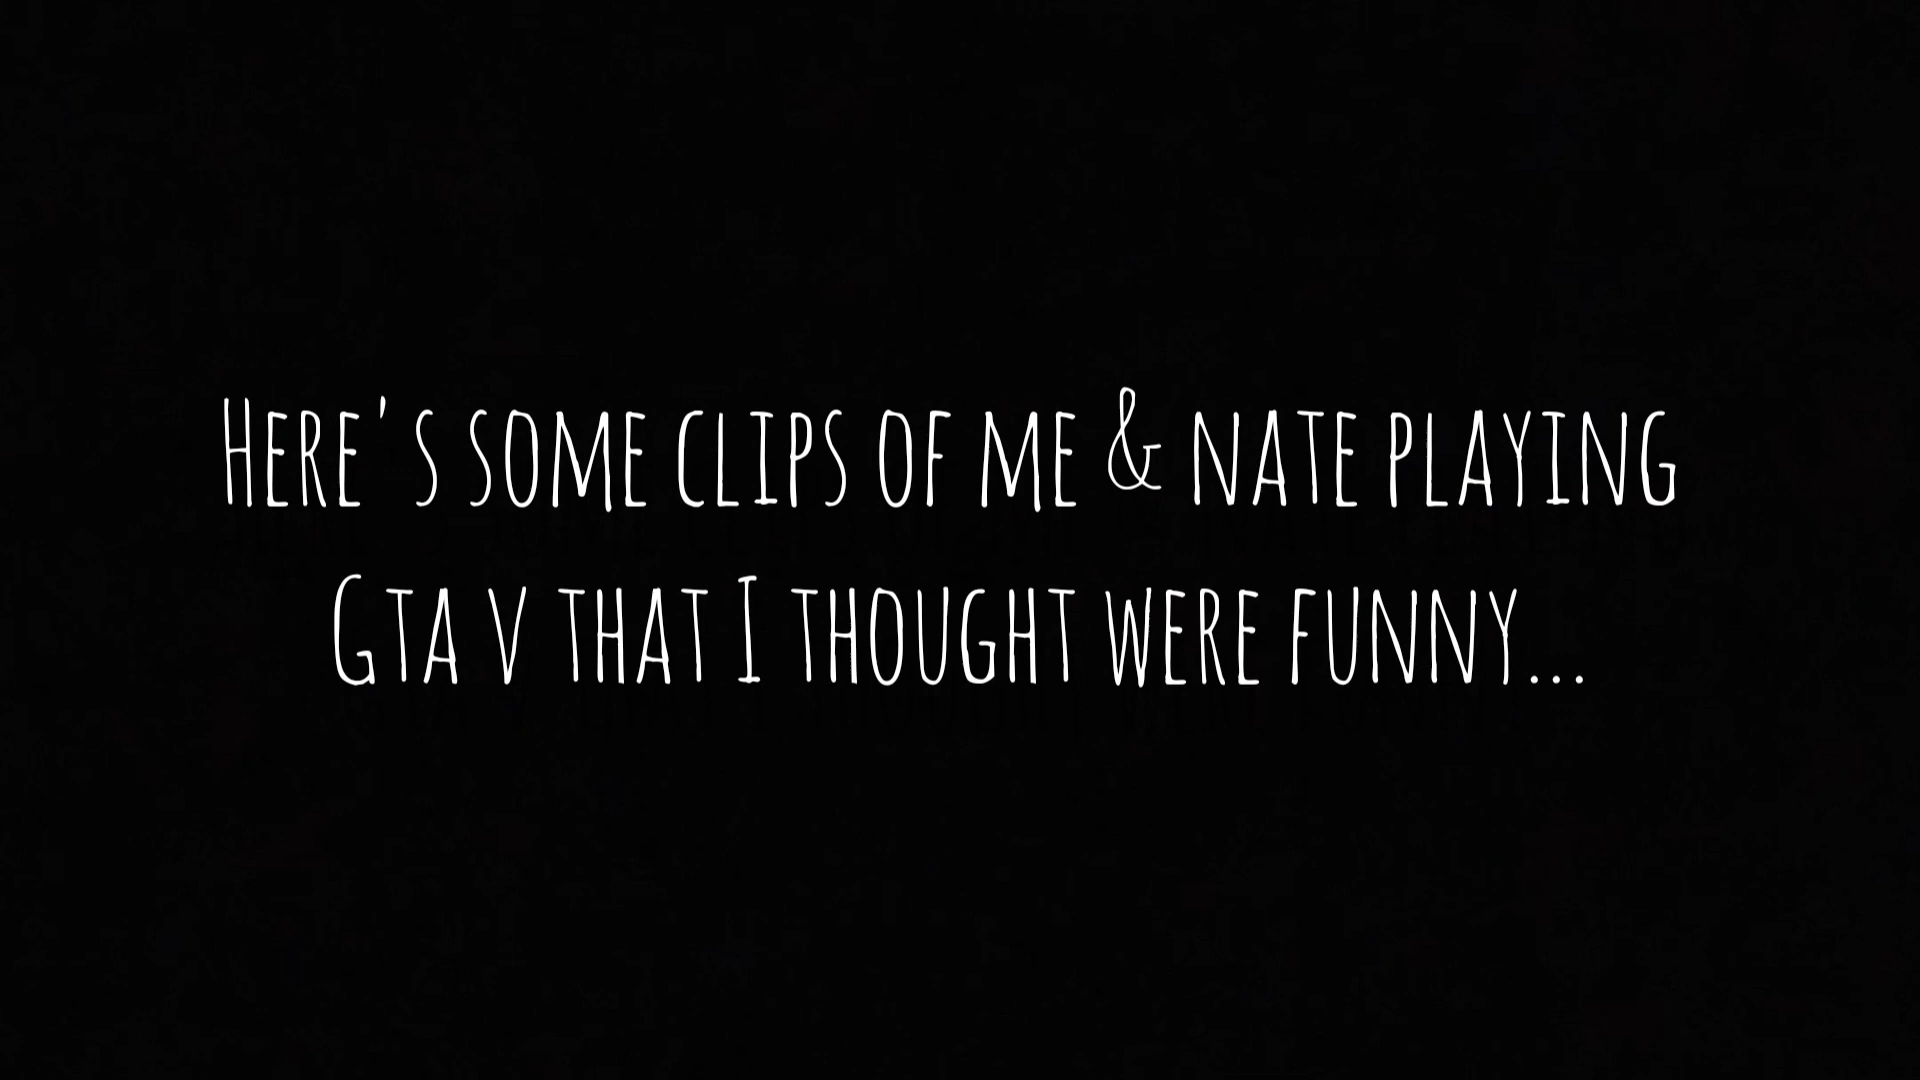 Here's some clips of me & nate playing
Gta v that I thought were funny...